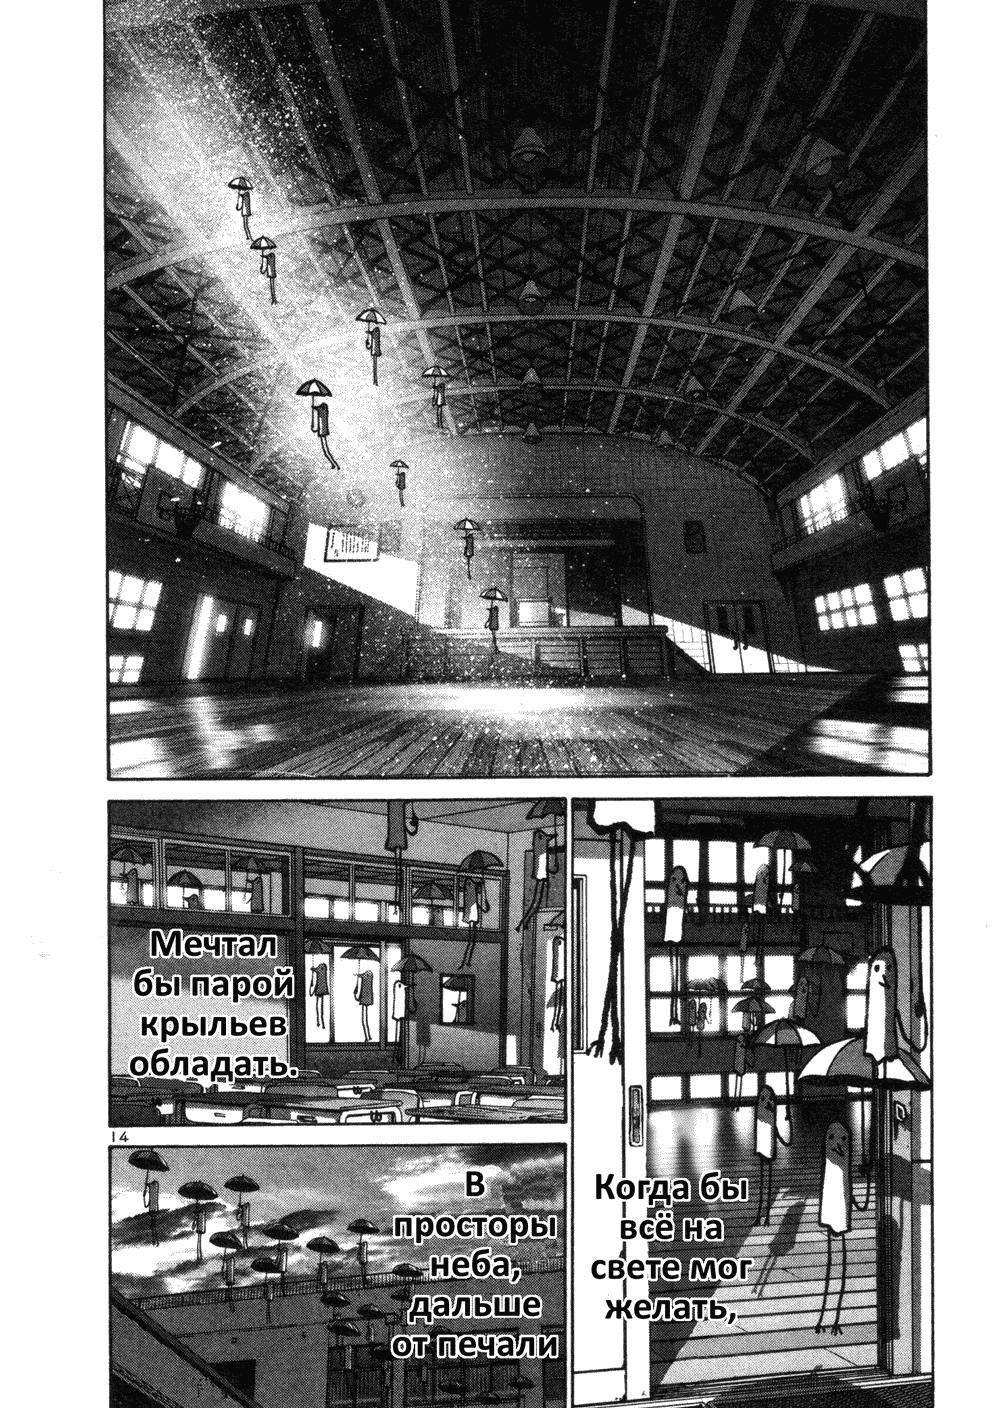 Когда бы
всё на
свете мог
желать,
Мечтал
бы парой
крыльев
обладать.
14
В
просторы
неба,
дальше
от печали